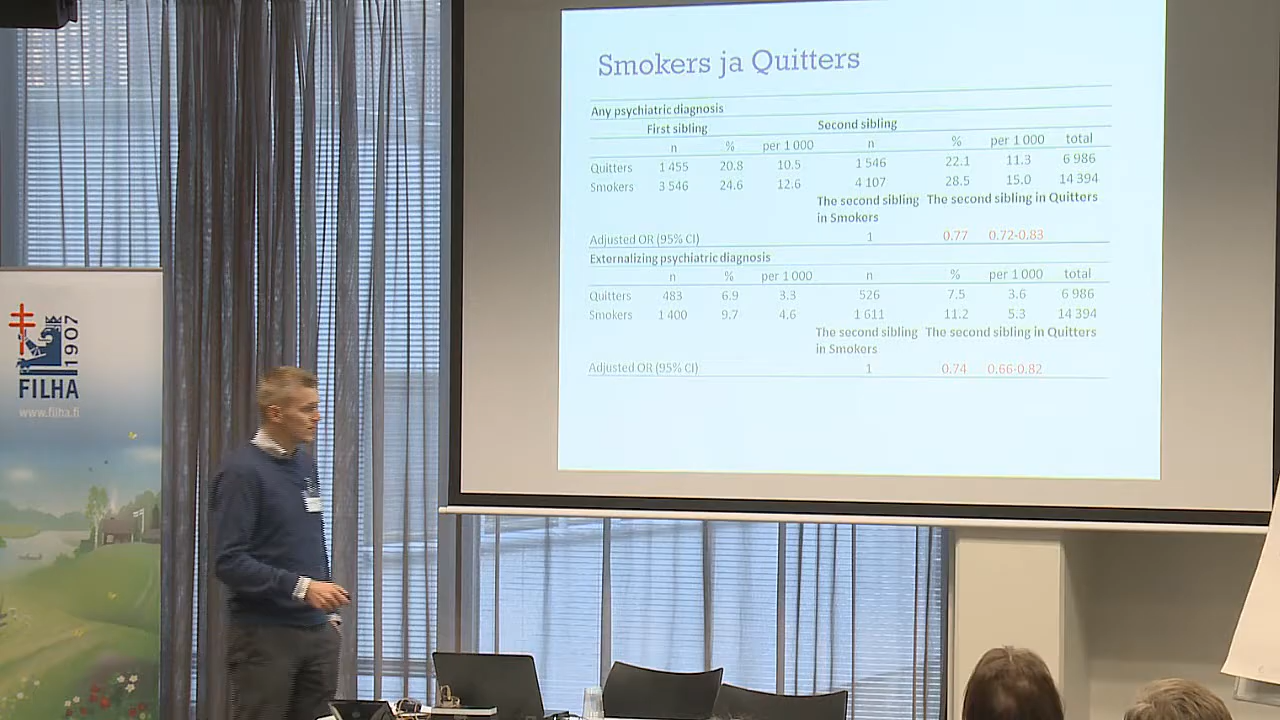 Smokers ja Quitters
Any psychiatric diagnosis
First sibling Second sibling
n % per 1 000 n % per 1 000 total
Quitters 1 455 20.8 10.5 1 546 22.1 11.3 6 986
Smokers 3 546 24.6 12.6 4 107 28.5 15.0 14 394
The second sibling The second sibling in Quitters
in Smokers
Adjusted OR (95% CI) 1 0.77 0.72-0.83
Externalizing psychiatric diagnosis
n % per 1 000 n % per 1 000 total
Quitters 483 6.9 3.3 526 7.5 3.6 6 986
Smokers 1 400 9.7 4.6 1 611 11.2 5.3 14 394
The second sibling The second sibling in Quitters
in Smokers
Adjusted OR (95% CI) 1 0.74 0.66-0.82
1907
FILHA
www.filha.fi